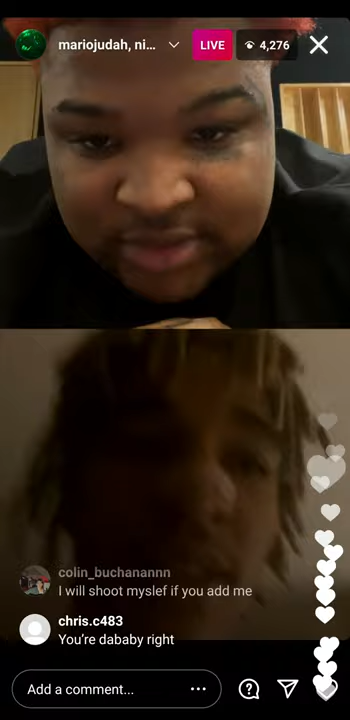 mariojudah, ni...
LIVE
4,276
colin_buchanannn
I will shoot myslef if you add me
chris.c483
You're dababy right
Add a comment...